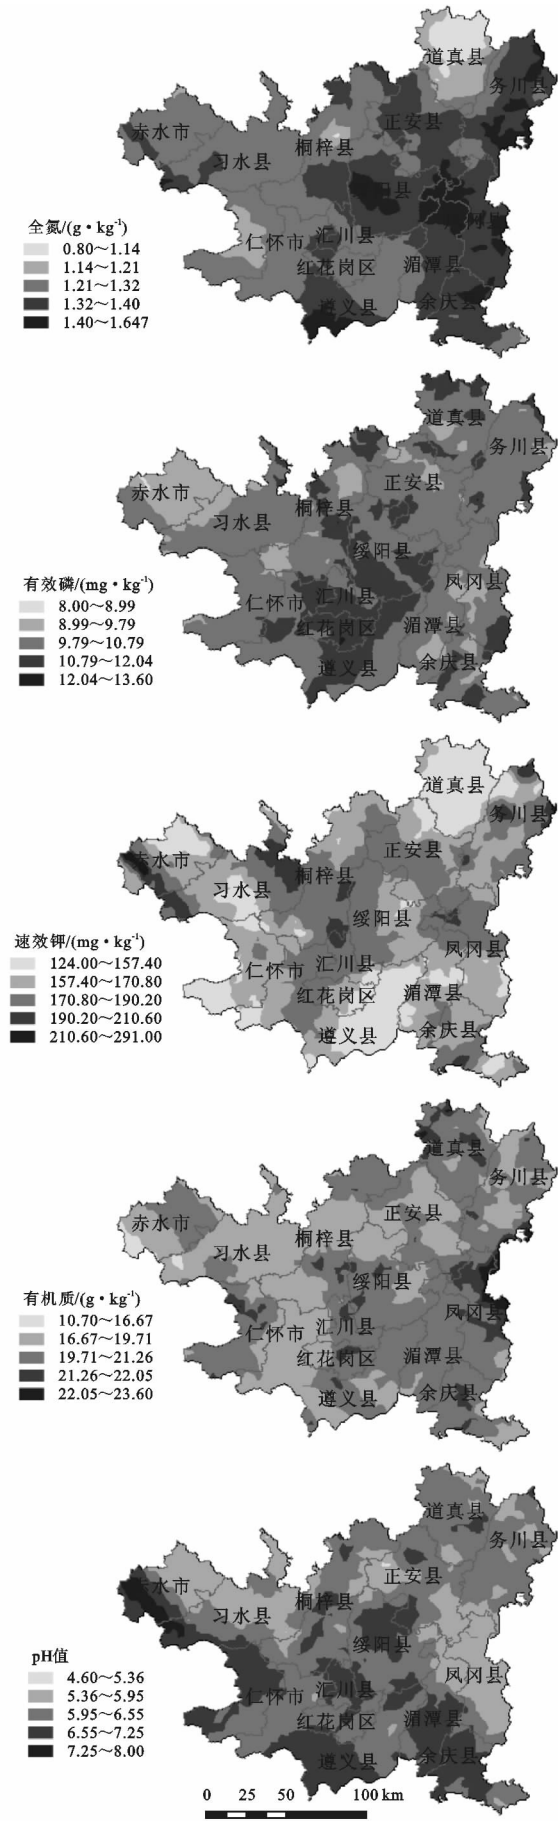 道真县
务川县
正安县
赤水市
桐梓县
习水县
阳县
冈县
仁怀市
汇川县
红花岗区
湄潭县
遵义县
余庆县
全氮/(g·kg⁻¹)
0.80～1.14
1.14～1.21
1.21～1.32
1.32～1.40
1.40～1.647
道真县
务川县
正安县
赤水市
桐梓县
习水县
绥阳县
凤冈县
仁怀市
汇川县
红花岗区
湄潭县
遵义县
余庆县
有效磷/(mg·kg⁻¹)
8.00～8.99
8.99～9.79
9.79～10.79
10.79～12.04
12.04～13.60
道真县
务川县
正安县
赤水市
桐梓县
习水县
绥阳县
凤冈县
仁怀市
汇川县
红花岗区
湄潭县
遵义县
余庆县
速效钾/(mg·kg⁻¹)
124.00～157.40
157.40～170.80
170.80～190.20
190.20～210.60
210.60～291.00
道真县
务川县
正安县
赤水市
桐梓县
习水县
绥阳县
凤冈县
仁怀市
汇川县
红花岗区
湄潭县
遵义县
余庆县
有机质/(g·kg⁻¹)
10.70～16.67
16.67～19.71
19.71～21.26
21.26～22.05
22.05～23.60
道真县
务川县
正安县
赤水市
桐梓县
习水县
绥阳县
凤冈县
仁怀市
汇川县
红花岗区
湄潭县
遵义县
余庆县
pH值
4.60～5.36
5.36～5.95
5.95～6.55
6.55～7.25
7.25～8.00
0 25 50 100 km